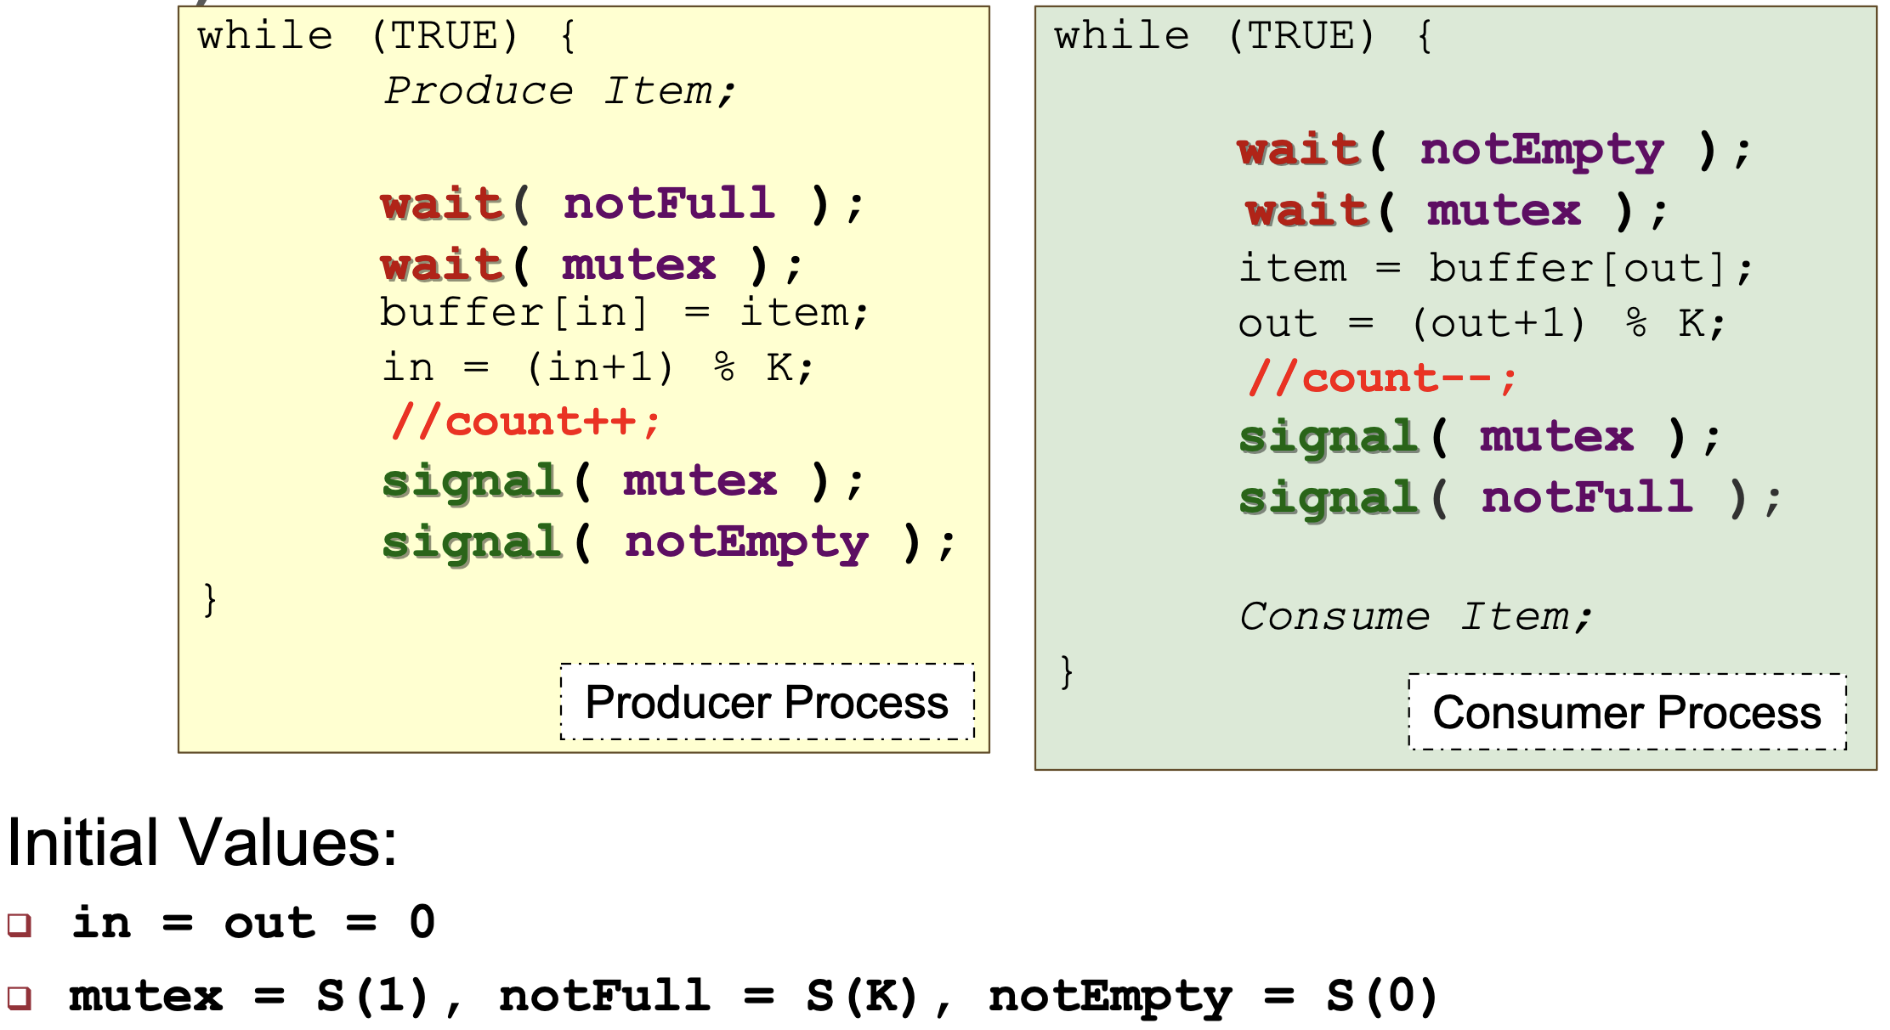 while (TRUE) {
Produce Item;
wait( notFull );
wait( mutex );
buffer[in] = item;
in = (in+1) % K;
//count++;
signal( mutex );
signal( notEmpty );
}
Producer Process
while (TRUE) {
wait( notEmpty );
wait( mutex );
item = buffer[out];
out = (out+1) % K;
//count--;
signal( mutex );
signal( notFull );
Consume Item;
}
Consumer Process
Initial Values:
in = out = 0
mutex = S(1), notFull = S(K), notEmpty = S(0)